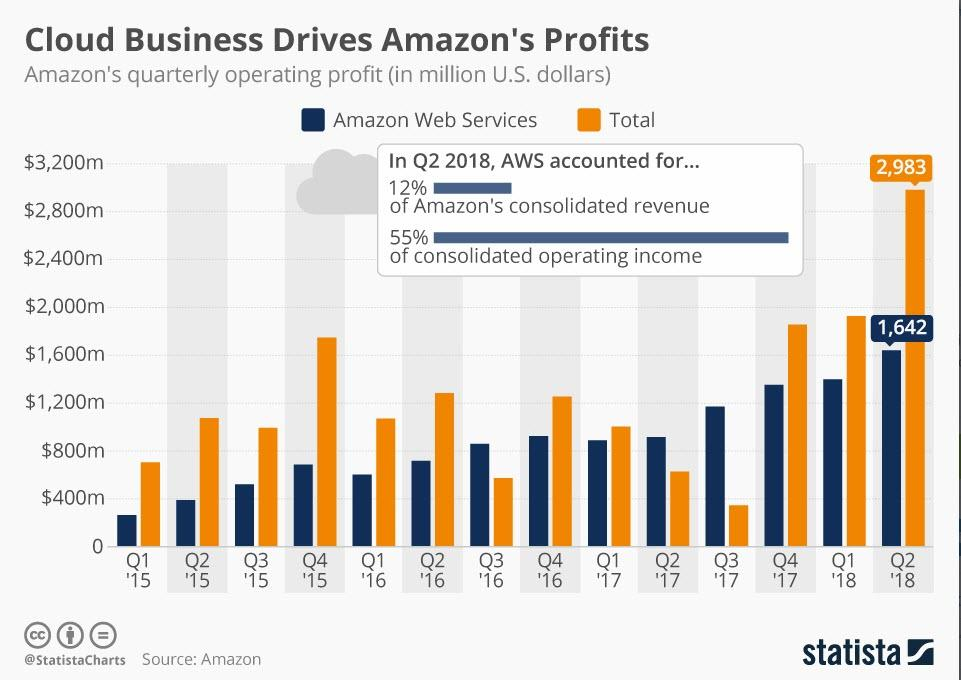 Cloud Business Drives Amazon's Profits
Amazon's quarterly operating profit (in million U.S. dollars)
Amazon Web Services
Total
In Q2 2018, AWS accounted for...
12%
of Amazon's consolidated revenue
55%
of consolidated operating income
$3,200m
$2,800m
$2,400m
$2,000m
$1,600m
$1,200m
$800m
$400m
0
2,983
1,642
Q1 Q2 Q3 Q4 Q1 Q2 Q3 Q4 Q1 Q2 Q3 Q4 Q1 Q2
'15 '15 '15 '15 '16 '16 '16 '16 '17 '17 '17 '17 '18 '18
cc
@StatistaCharts Source: Amazon
statista